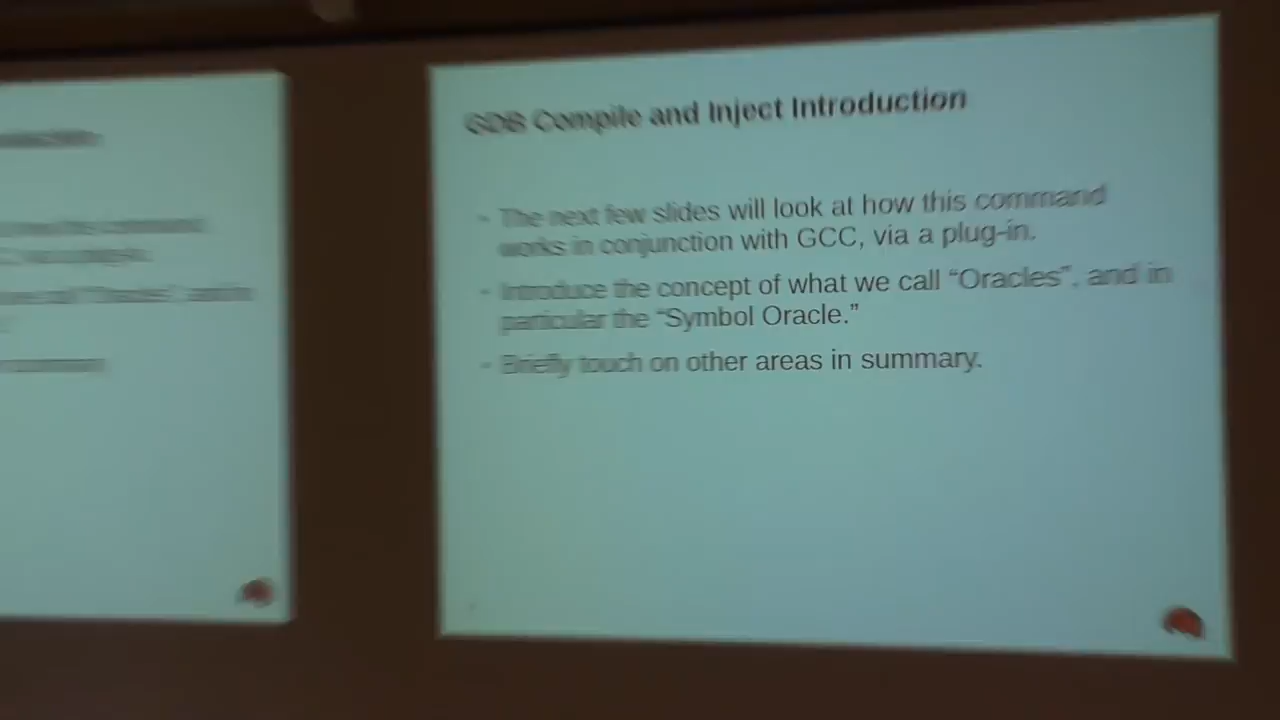 GDB Compile and Inject Introduction
- The next few slides will look at how this command
works in conjunction with GCC, via a plug-in.
- Introduce the concept of what we call “Oracles”, and in
particular the “Symbol Oracle.”
- Briefly touch on other areas in summary.